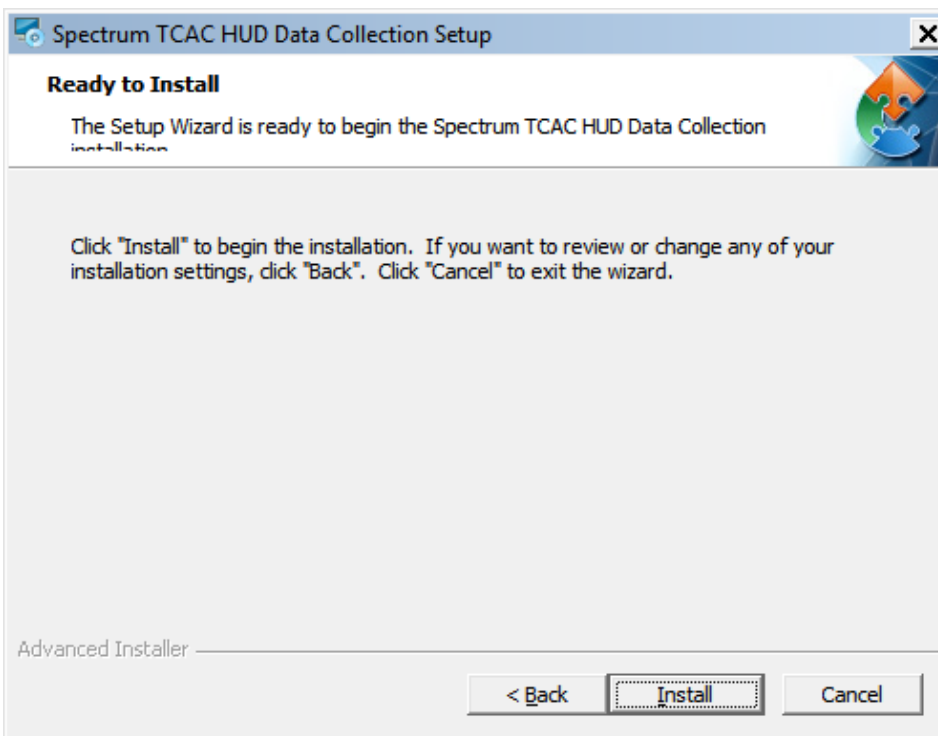 Spectrum TCAC HUD Data Collection Setup
Ready to Install
The Setup Wizard is ready to begin the Spectrum TCAC HUD Data Collection
installation
Click "Install" to begin the installation.  If you want to review or change any of your
installation settings, click "Back".  Click "Cancel" to exit the wizard.
Advanced Installer
< Back
Install
Cancel